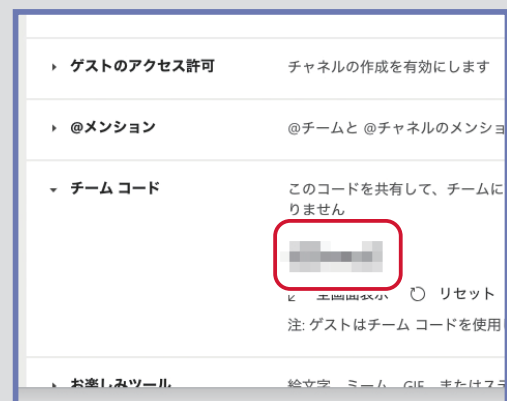 ゲストのアクセス許可
チャネルの作成を有効にします
@メンション
@チームと @チャネルのメンショ
チーム コード
このコードを共有して、チームに
りません
全画面表示
リセット
注: ゲストはチーム コードを使用
お楽しみツール
絵文字、ミーム、GIF、またはステ